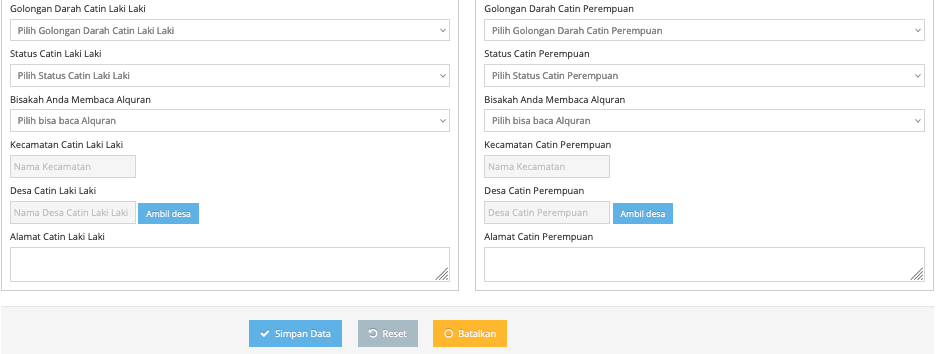 Golongan Darah Catin Laki Laki
Pilih Golongan Darah Catin Laki Laki
Status Catin Laki Laki
Pilih Status Catin Laki Laki
Bisakah Anda Membaca Alquran
Pilih bisa baca Alquran
Kecamatan Catin Laki Laki
Nama Kecamatan
Desa Catin Laki Laki
Nama Desa Catin Laki Laki Ambil desa
Alamat Catin Laki Laki
Golongan Darah Catin Perempuan
Pilih Golongan Darah Catin Perempuan
Status Catin Perempuan
Pilih Status Catin Perempuan
Bisakah Anda Membaca Alquran
Pilih bisa baca Alquran
Kecamatan Catin Perempuan
Nama Kecamatan
Desa Catin Perempuan
Desa Catin Perempuan Ambil desa
Alamat Catin Perempuan
Simpan Data Reset Batalkan